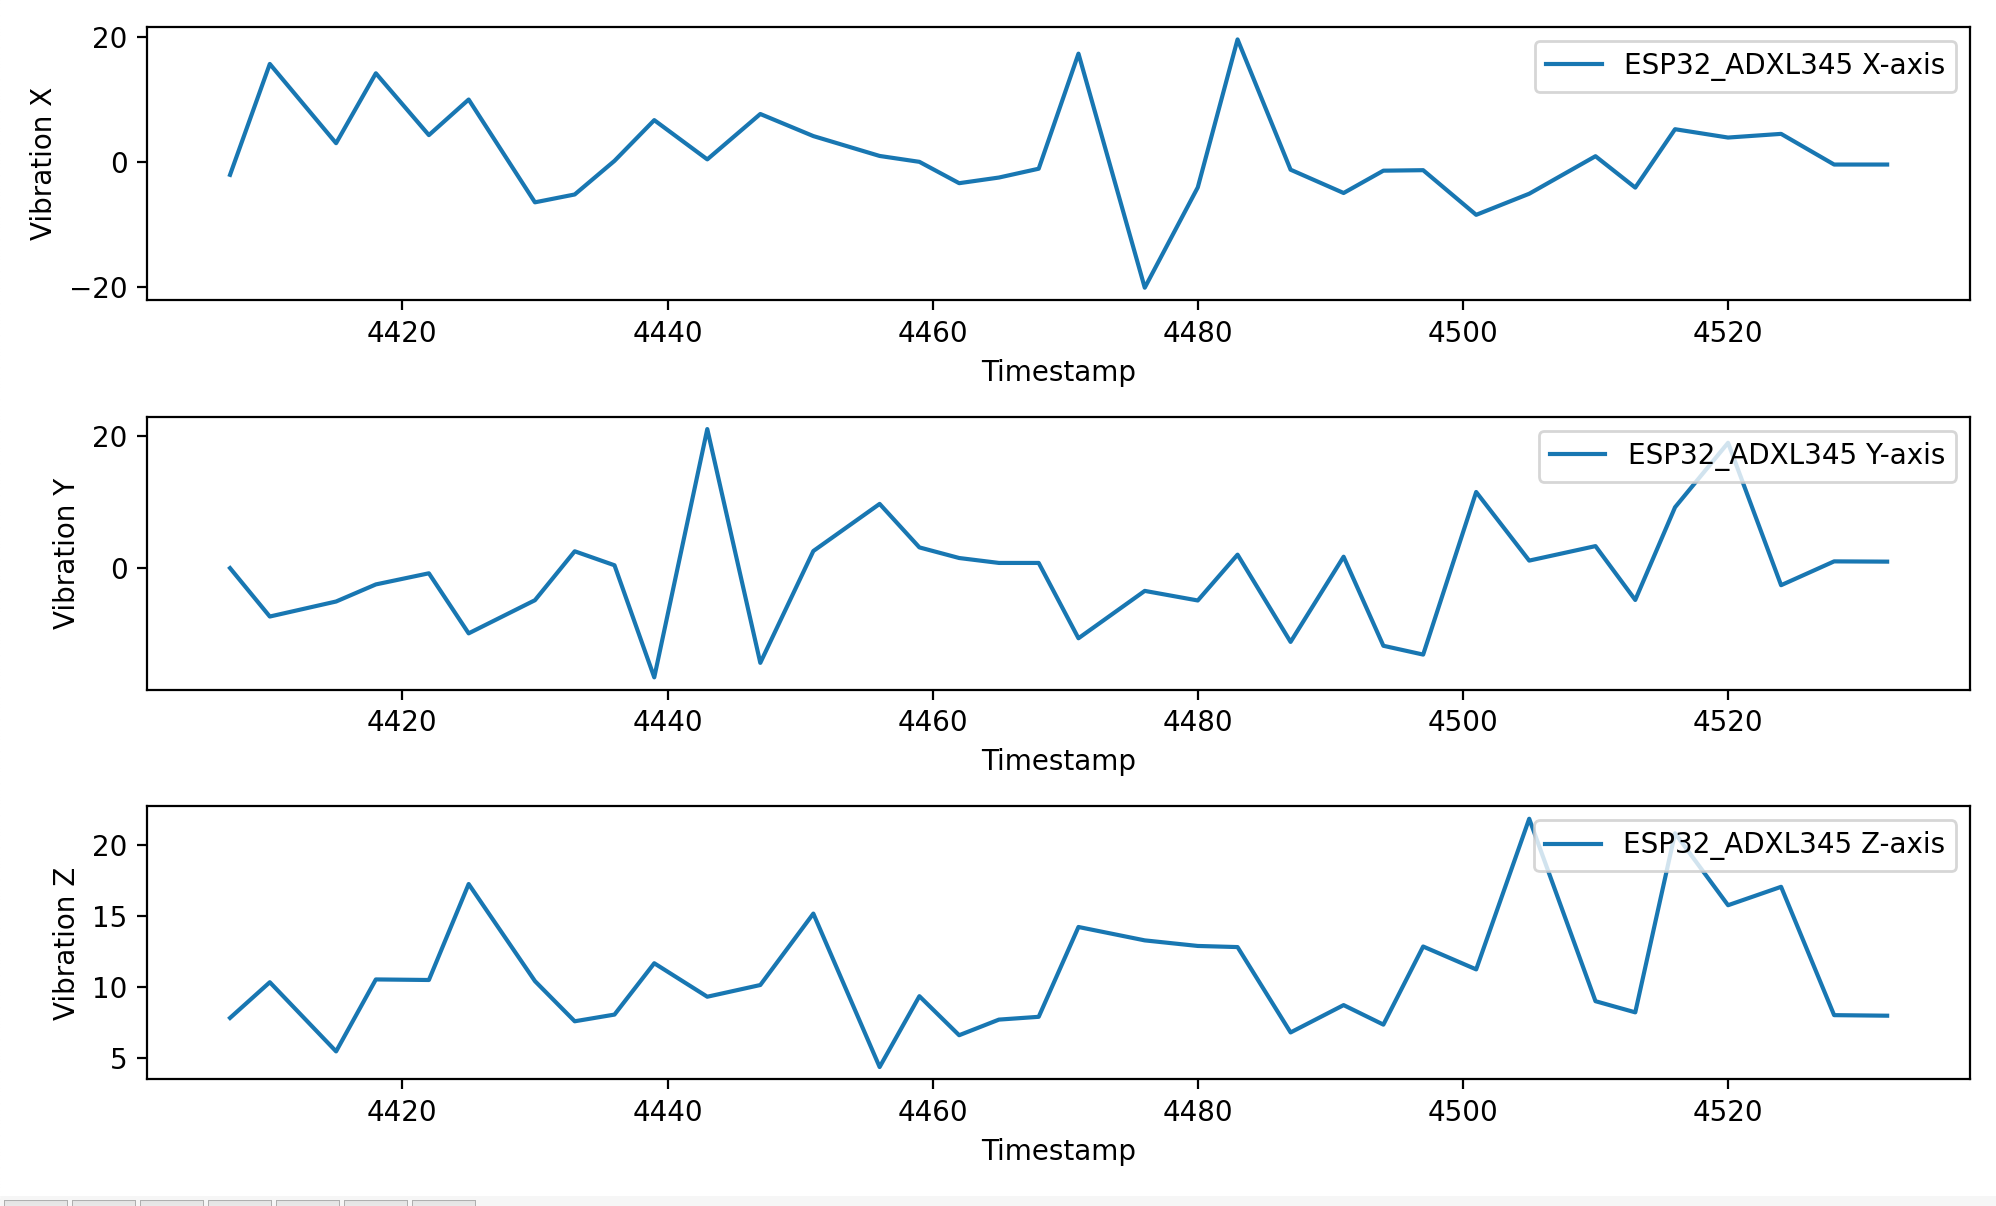 20
0
−20
Vibration X
ESP32_ADXL345 X-axis
4420 4440 4460 4480 4500 4520
Timestamp
20
0
Vibration Y
ESP32_ADXL345 Y-axis
4420 4440 4460 4480 4500 4520
Timestamp
20
15
10
5
Vibration Z
ESP32_ADXL345 Z-axis
4420 4440 4460 4480 4500 4520
Timestamp